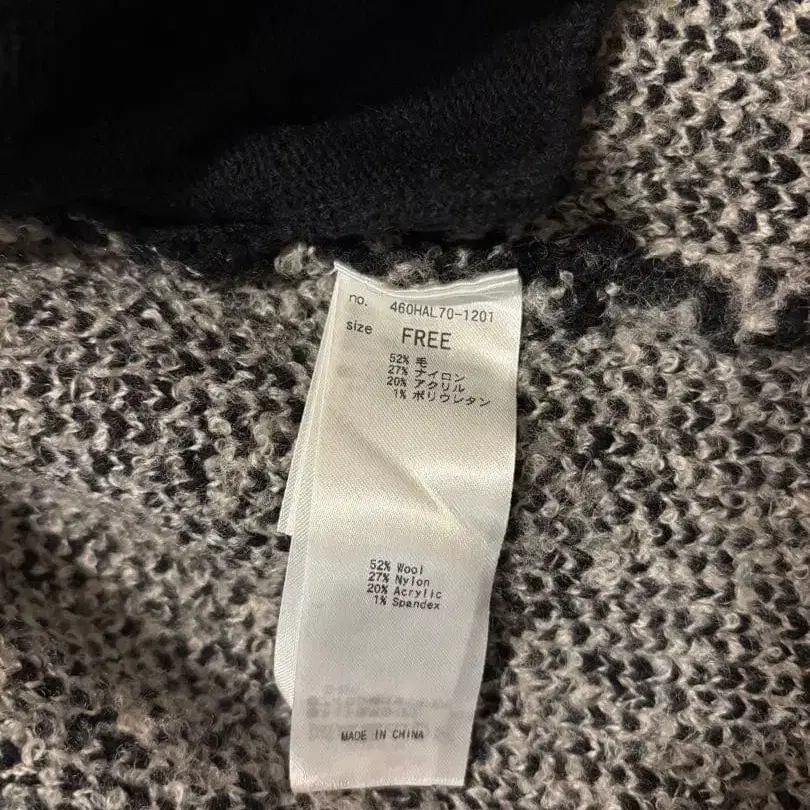 no. 460HAL70-1201
size FREE
52% 毛
27% ナイロン
20% アクリル
1% ポリウレタン
52% Wool
27% Nylon
20% Acrylic
1% Spandex
MADE IN CHINA